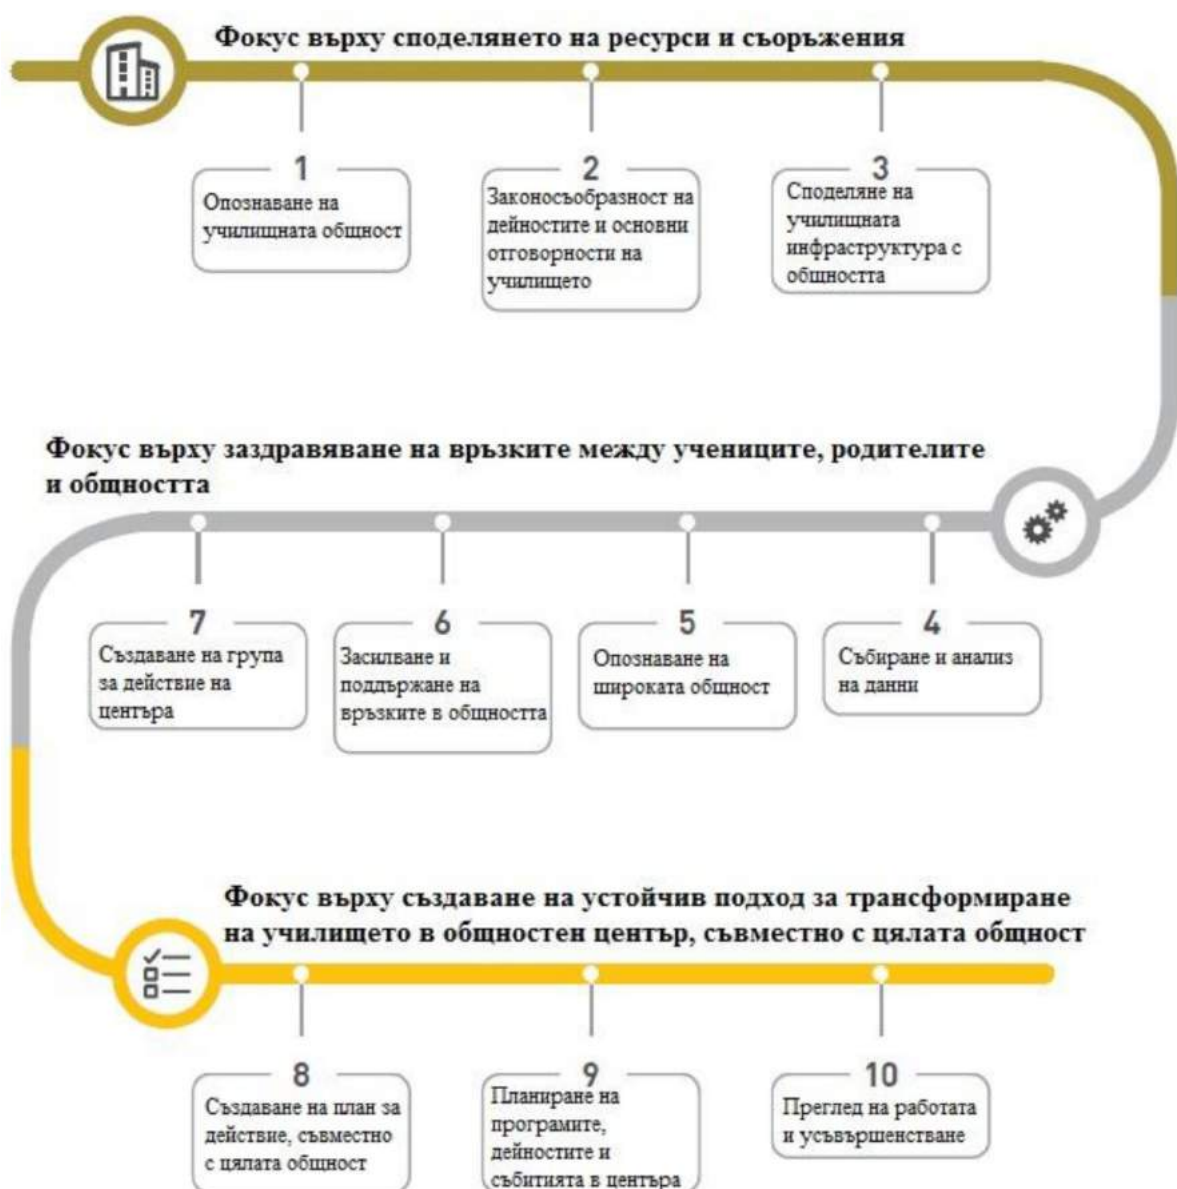 Фокус върху споделянето на ресурси и съоръжения
1
Опознаване на
училищната общност
2
Законосъобразност на
дейностите и основни
отговорности на
училището
3
Споделяне на
училищната
инфраструктура с
общността
Фокус върху заздравяване на връзките между учениците, родителите
и общността
7
Създаване на група
за действие на
центъра
6
Засилване и
поддържане на
връзките в общността
5
Опознаване на
широката общност
4
Събиране и анализ
на данни
Фокус върху създаване на устойчив подход за трансформиране
на училището в общностен център, съвместно с цялата общност
8
Създаване на план за
действие, съвместно
с цялата общност
9
Планиране на
програмите,
дейностите и
събитията в центъра
10
Преглед на работата
и усъвършенстване